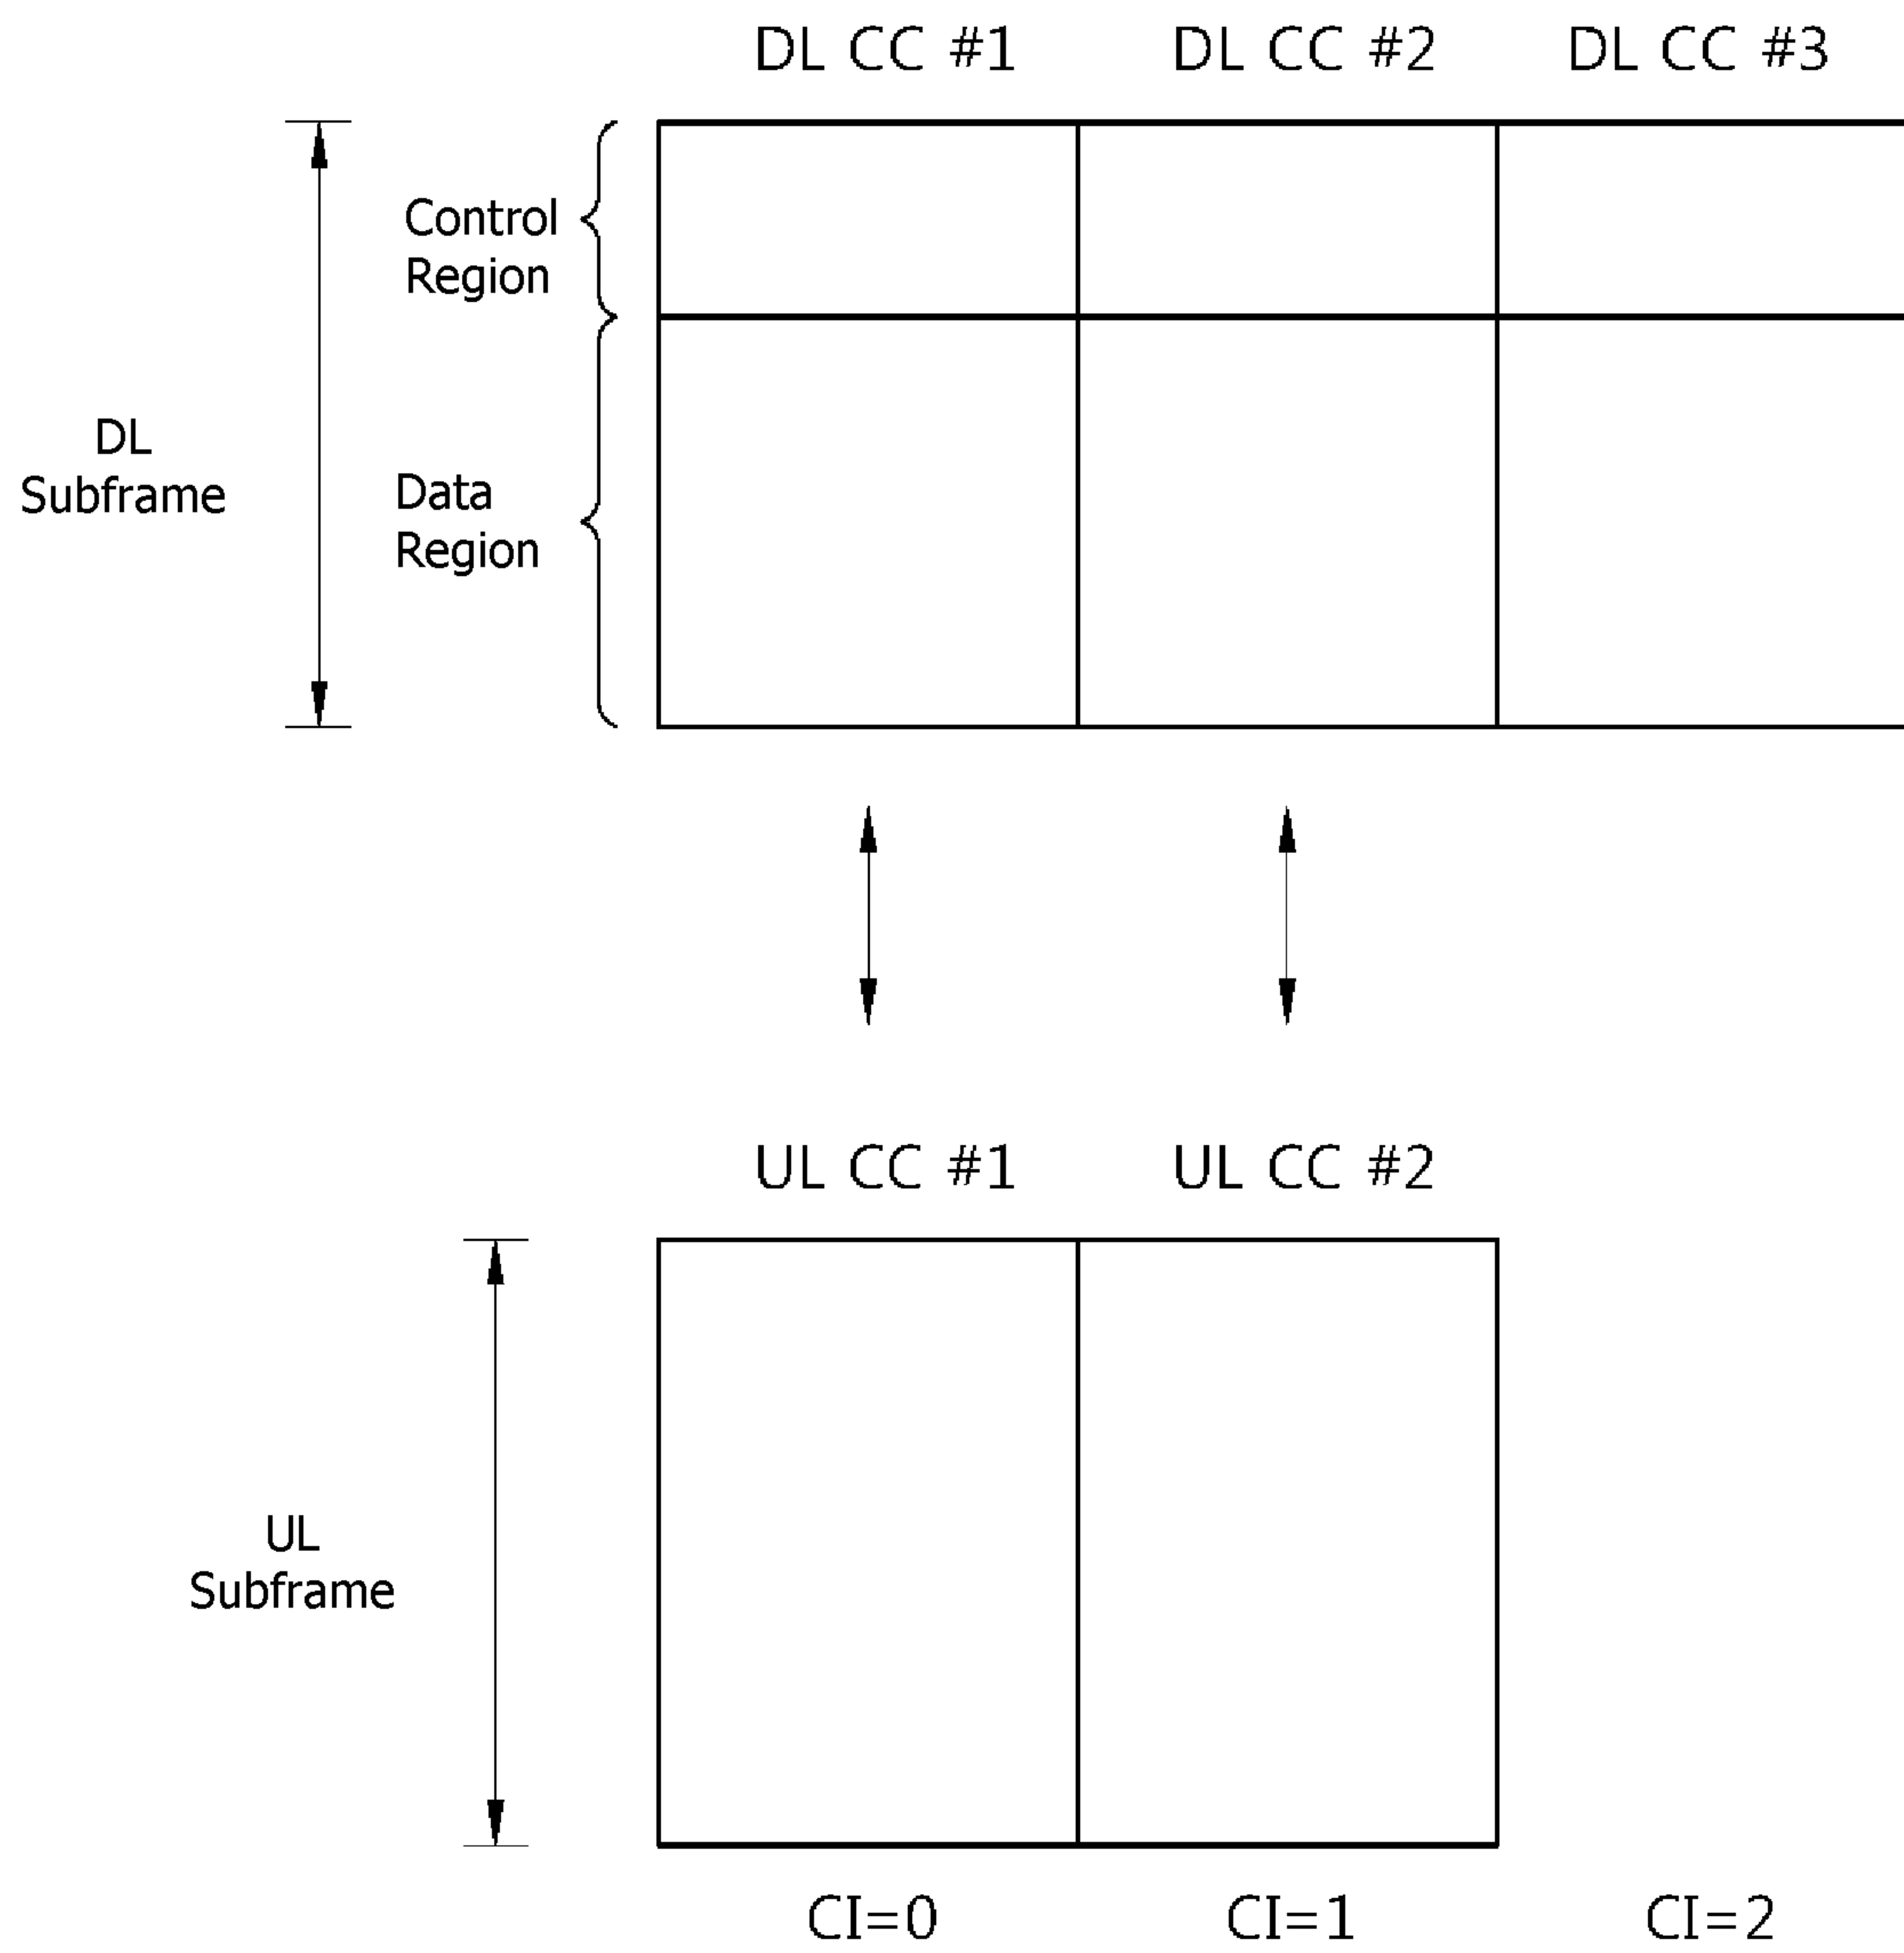 DL CC #1 DL CC #2 DL CC #3
Control
Region
DL
Subframe
Data
Region
UL CC #1 UL CC #2
UL
Subframe
CI=0 CI=1 CI=2